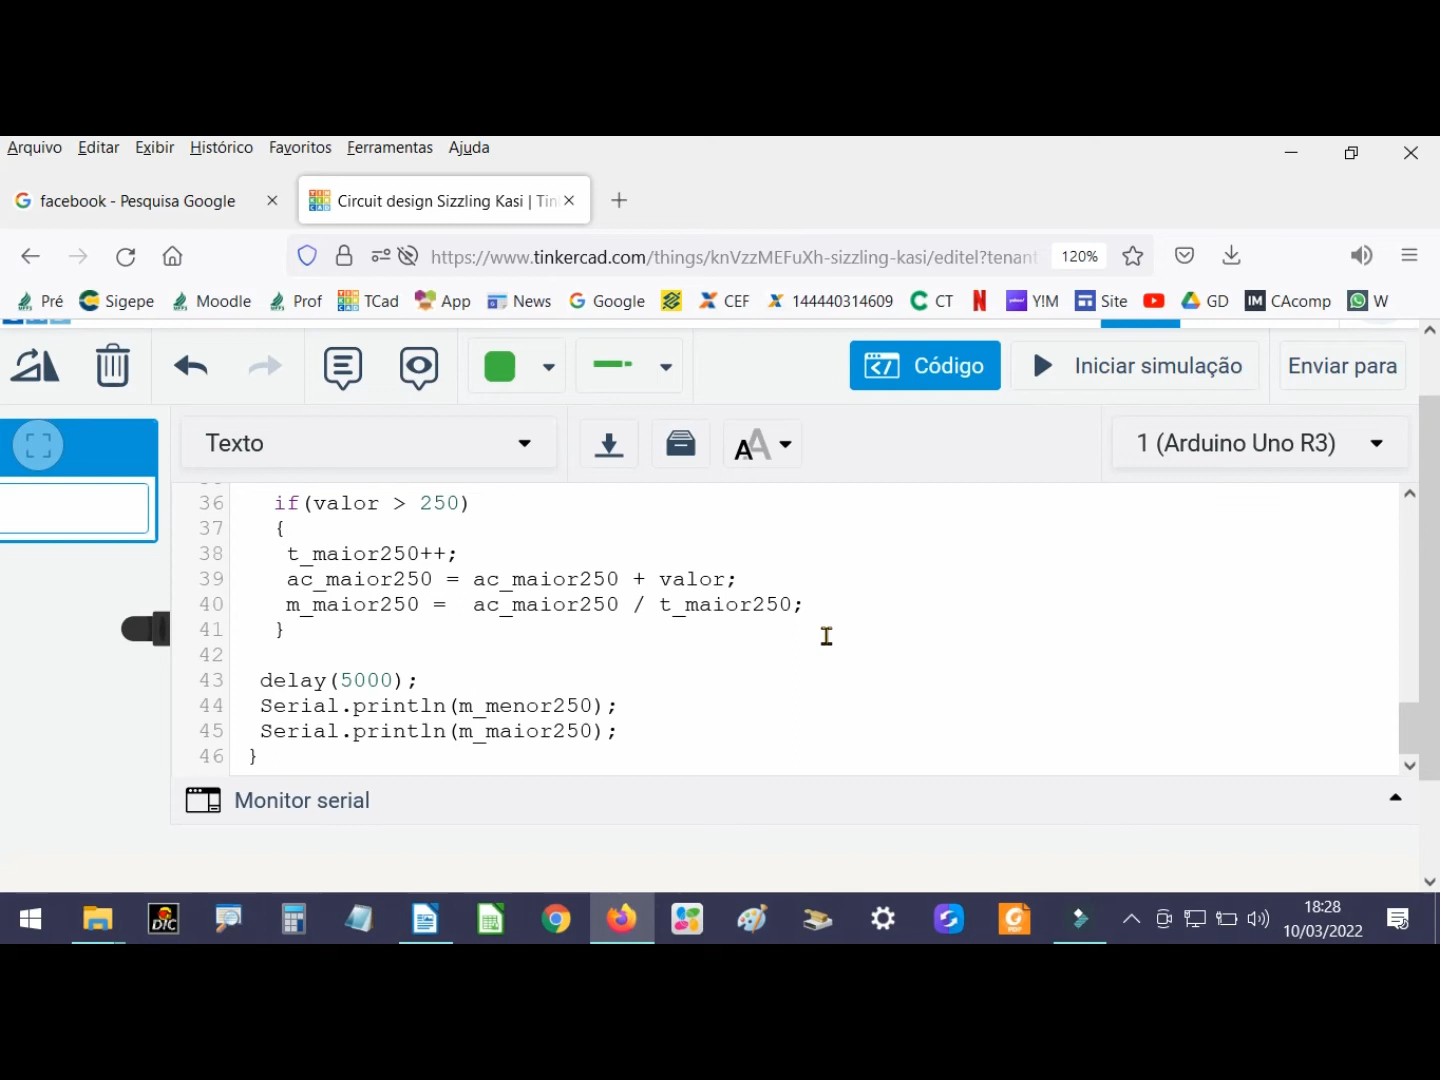 Arquivo Editar Exibir Histórico Favoritos Ferramentas Ajuda
facebook - Pesquisa Google
Circuit design Sizzling Kasi | Tin
https://www.tinkercad.com/things/knVzzMEFuXh-sizzling-kasi/editel?tenant 120%
Pré Sigepe Moodle Prof TCad App News Google CEF 144440314609 CT Y!M Site GD IM CAcomp W
Código Iniciar simulação Enviar para
Texto 1 (Arduino Uno R3)
36 if(valor > 250)
37 {
38 t_maior250++;
39 ac_maior250 = ac_maior250 + valor;
40 m_maior250 =  ac_maior250 / t_maior250;
41 }
42
43 delay(5000);
44 Serial.println(m_menor250);
45 Serial.println(m_maior250);
46 }
Monitor serial
18:28
10/03/2022